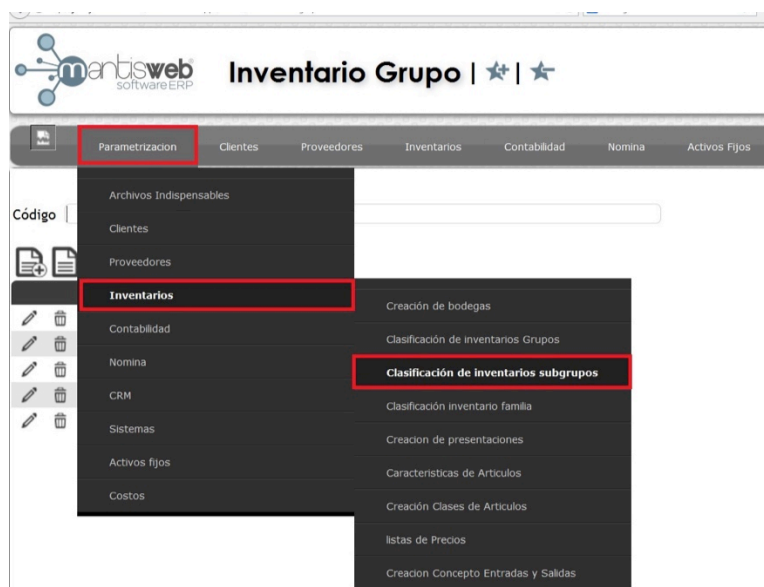 mantisweb
software ERP
Inventario Grupo | |
Parametrizacion Clientes Proveedores Inventarios Contabilidad Nomina Activos Fijos
Archivos Indispensables
Código
Clientes
Proveedores
Inventarios
Contabilidad
Nomina
CRM
Sistemas
Activos fijos
Costos
Creación de bodegas
Clasificación de inventarios Grupos
Clasificación de inventarios subgrupos
Clasificación inventario familia
Creacion de presentaciones
Caracteristicas de Articulos
Creación Clases de Articulos
listas de Precios
Creacion Concepto Entradas y Salidas